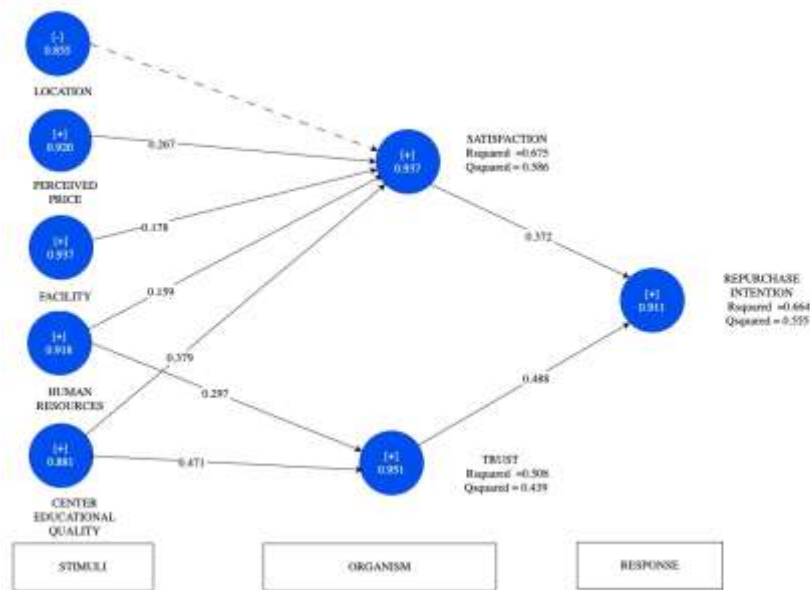 [-]
0.855
LOCATION
[+]
0.920
PERCEIVED
PRICE
0.267
[+]
0.937
FACILITY
0.178
[+]
0.918
HUMAN
RESOURCES
0.159
0.297
[+]
0.881
CENTER
EDUCATIONAL
QUALITY
0.379
0.471
[+]
0.937
SATISFACTION
Rsquared =0.675
Qsquared = 0.586
0.372
[+]
0.951
TRUST
Rsquared =0.508
Qsquared = 0.439
0.488
[+]
0.911
REPURCHASE
INTENTION
Rsquared =0.664
Qsquared = 0.555
STIMULI
ORGANISM
RESPONSE